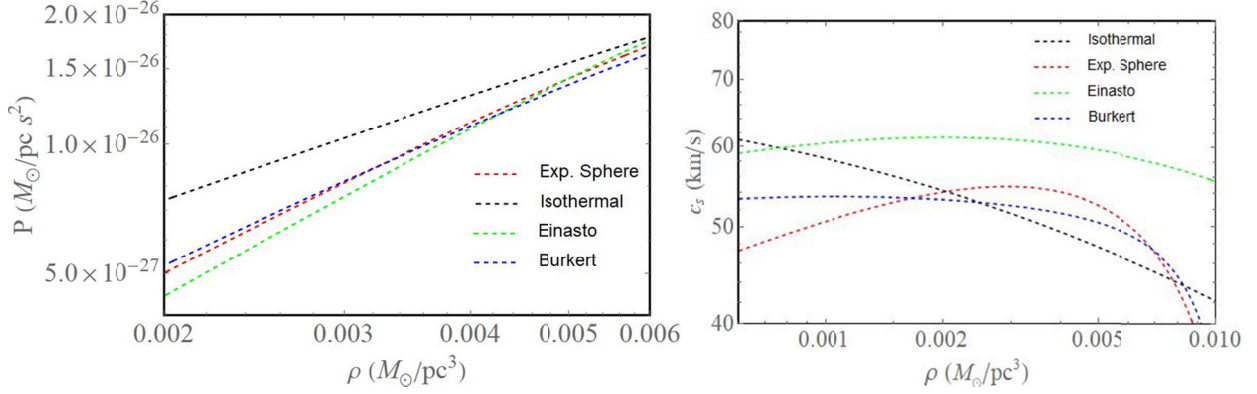 2.0×10⁻²⁶
1.5×10⁻²⁶
1.0×10⁻²⁶
5.0×10⁻²⁷
P (M⊙/pc s²)
Exp. Sphere
Isothermal
Einasto
Burkert
0.002 0.003 0.004 0.005 0.006
ρ (M⊙/pc³)
80
70
60
50
40
c_s (km/s)
Isothermal
Exp. Sphere
Einasto
Burkert
0.001 0.002 0.005 0.010
ρ (M⊙/pc³)